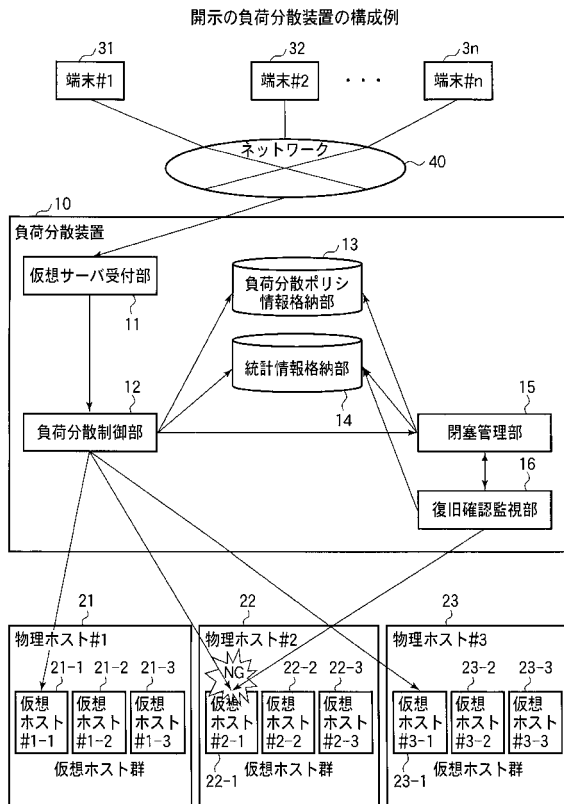 開示の負荷分散装置の構成例
31
32
3n
端末#1
端末#2
・・・
端末#n
ネットワーク
40
10
負荷分散装置
13
仮想サーバ受付部
11
負荷分散ポリシ
情報格納部
統計情報格納部
14
12
負荷分散制御部
15
閉塞管理部
16
復旧確認監視部
21
物理ホスト#1
21-1
21-2
21-3
仮想
ホスト
#1-1
仮想
ホスト
#1-2
仮想
ホスト
#1-3
仮想ホスト群
22
物理ホスト#2
NG
22-2
22-3
仮想
ホスト
#2-1
仮想
ホスト
#2-2
仮想
ホスト
#2-3
22-1
仮想ホスト群
23
物理ホスト#3
23-2
23-3
仮想
ホスト
#3-1
仮想
ホスト
#3-2
仮想
ホスト
#3-3
23-1
仮想ホスト群